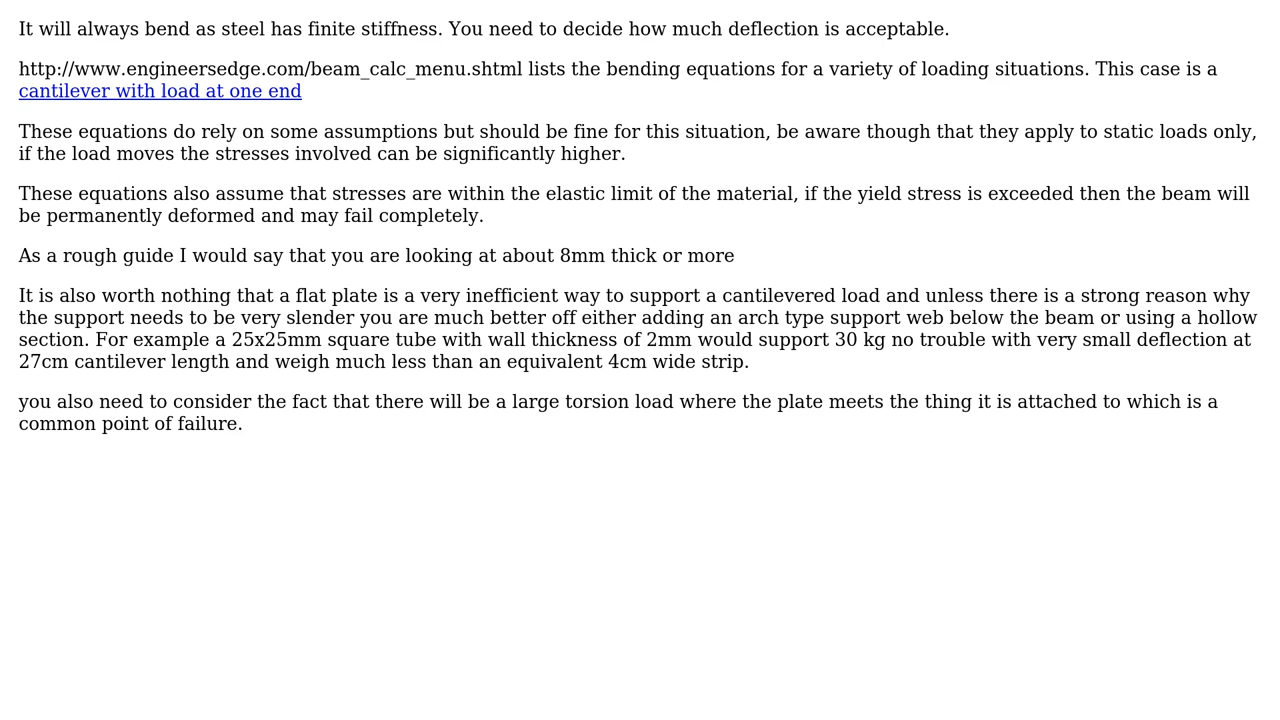 It will always bend as steel has finite stiffness. You need to decide how much deflection is acceptable.
http://www.engineersedge.com/beam_calc_menu.shtml lists the bending equations for a variety of loading situations. This case is a
cantilever with load at one end
These equations do rely on some assumptions but should be fine for this situation, be aware though that they apply to static loads only,
if the load moves the stresses involved can be significantly higher.
These equations also assume that stresses are within the elastic limit of the material, if the yield stress is exceeded then the beam will
be permanently deformed and may fail completely.
As a rough guide I would say that you are looking at about 8mm thick or more
It is also worth nothing that a flat plate is a very inefficient way to support a cantilevered load and unless there is a strong reason why
the support needs to be very slender you are much better off either adding an arch type support web below the beam or using a hollow
section. For example a 25x25mm square tube with wall thickness of 2mm would support 30 kg no trouble with very small deflection at
27cm cantilever length and weigh much less than an equivalent 4cm wide strip.
you also need to consider the fact that there will be a large torsion load where the plate meets the thing it is attached to which is a
common point of failure.